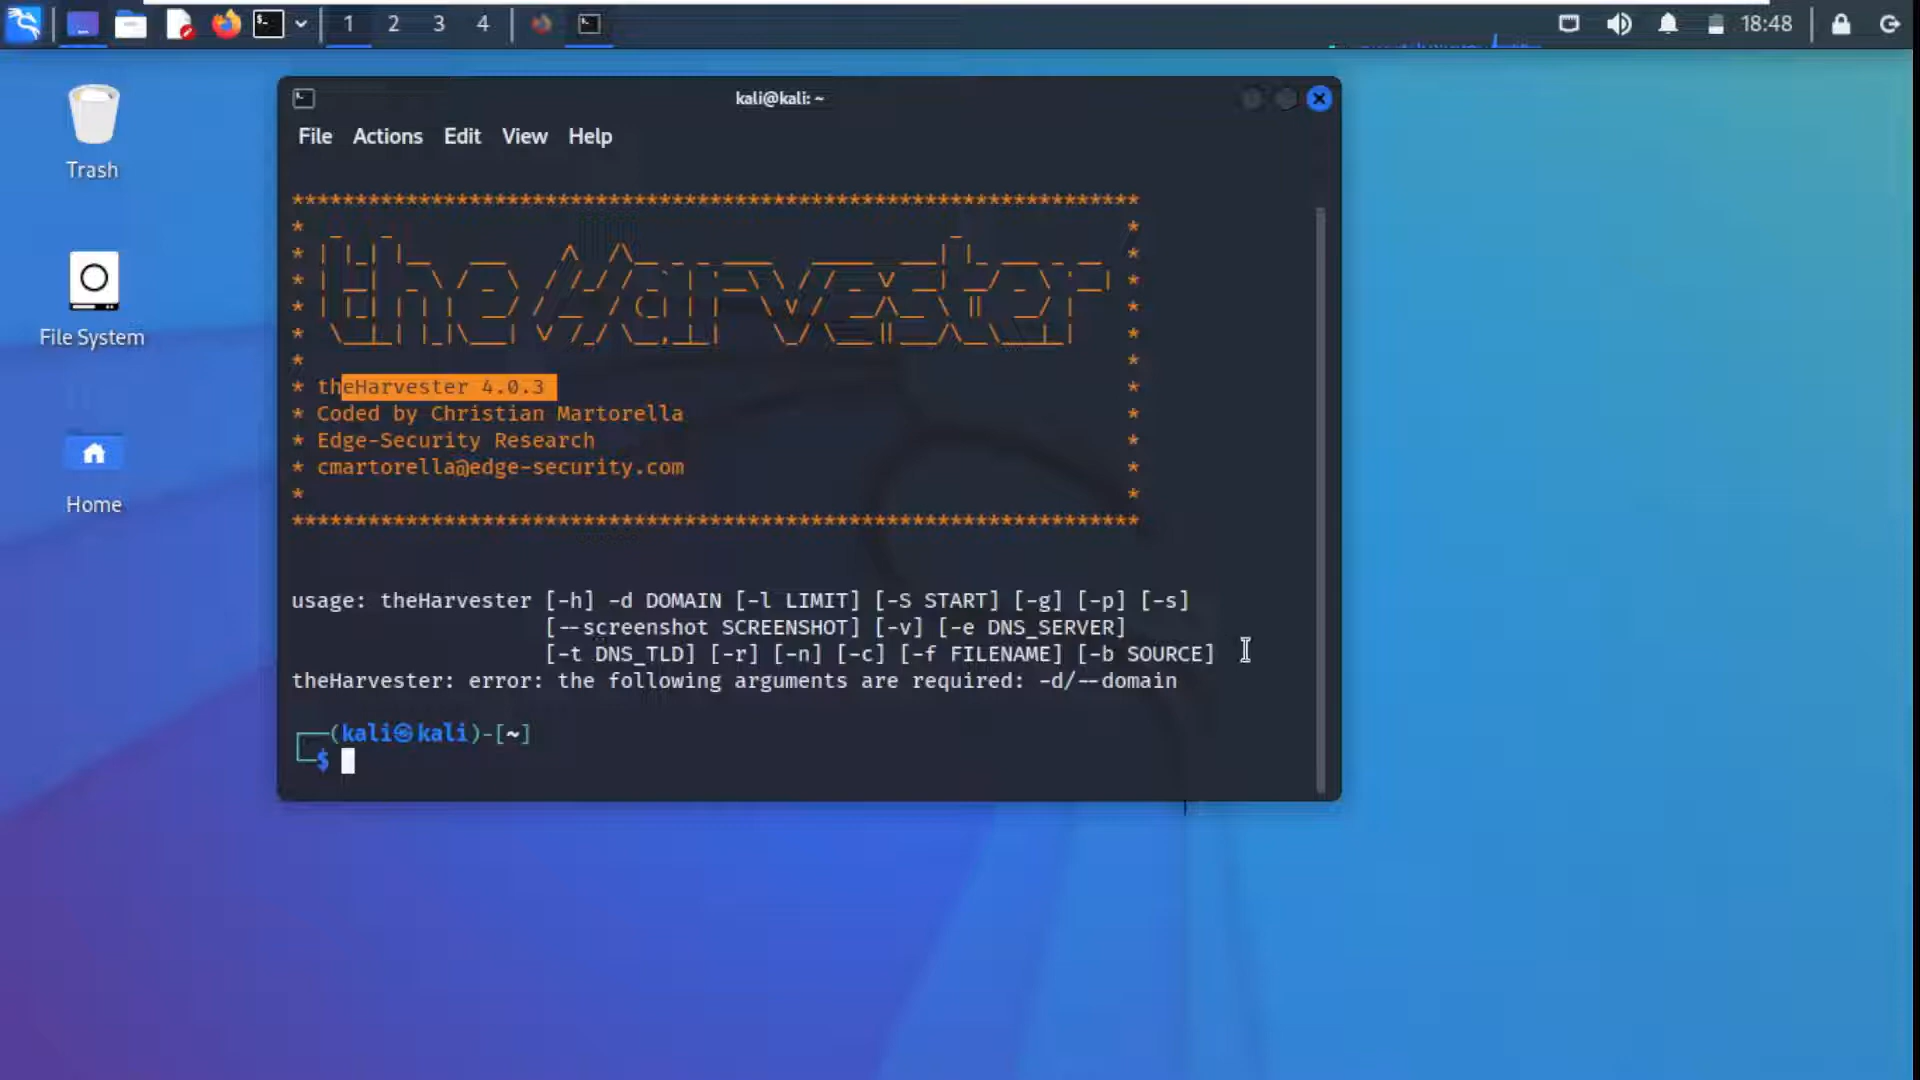 1 2 3 4 18:48
kali@kali: ~
File Actions Edit View Help
Trash
File System
Home
theHarvester
* theHarvester 4.0.3 *
* Coded by Christian Martorella *
* Edge-Security Research *
* cmartorella@edge-security.com *
usage: theHarvester [-h] -d DOMAIN [-l LIMIT] [-S START] [-g] [-p] [-s]
[--screenshot SCREENSHOT] [-v] [-e DNS_SERVER]
[-t DNS_TLD] [-r] [-n] [-c] [-f FILENAME] [-b SOURCE]
theHarvester: error: the following arguments are required: -d/--domain
┌──(kali㉿kali)-[~]
└─$